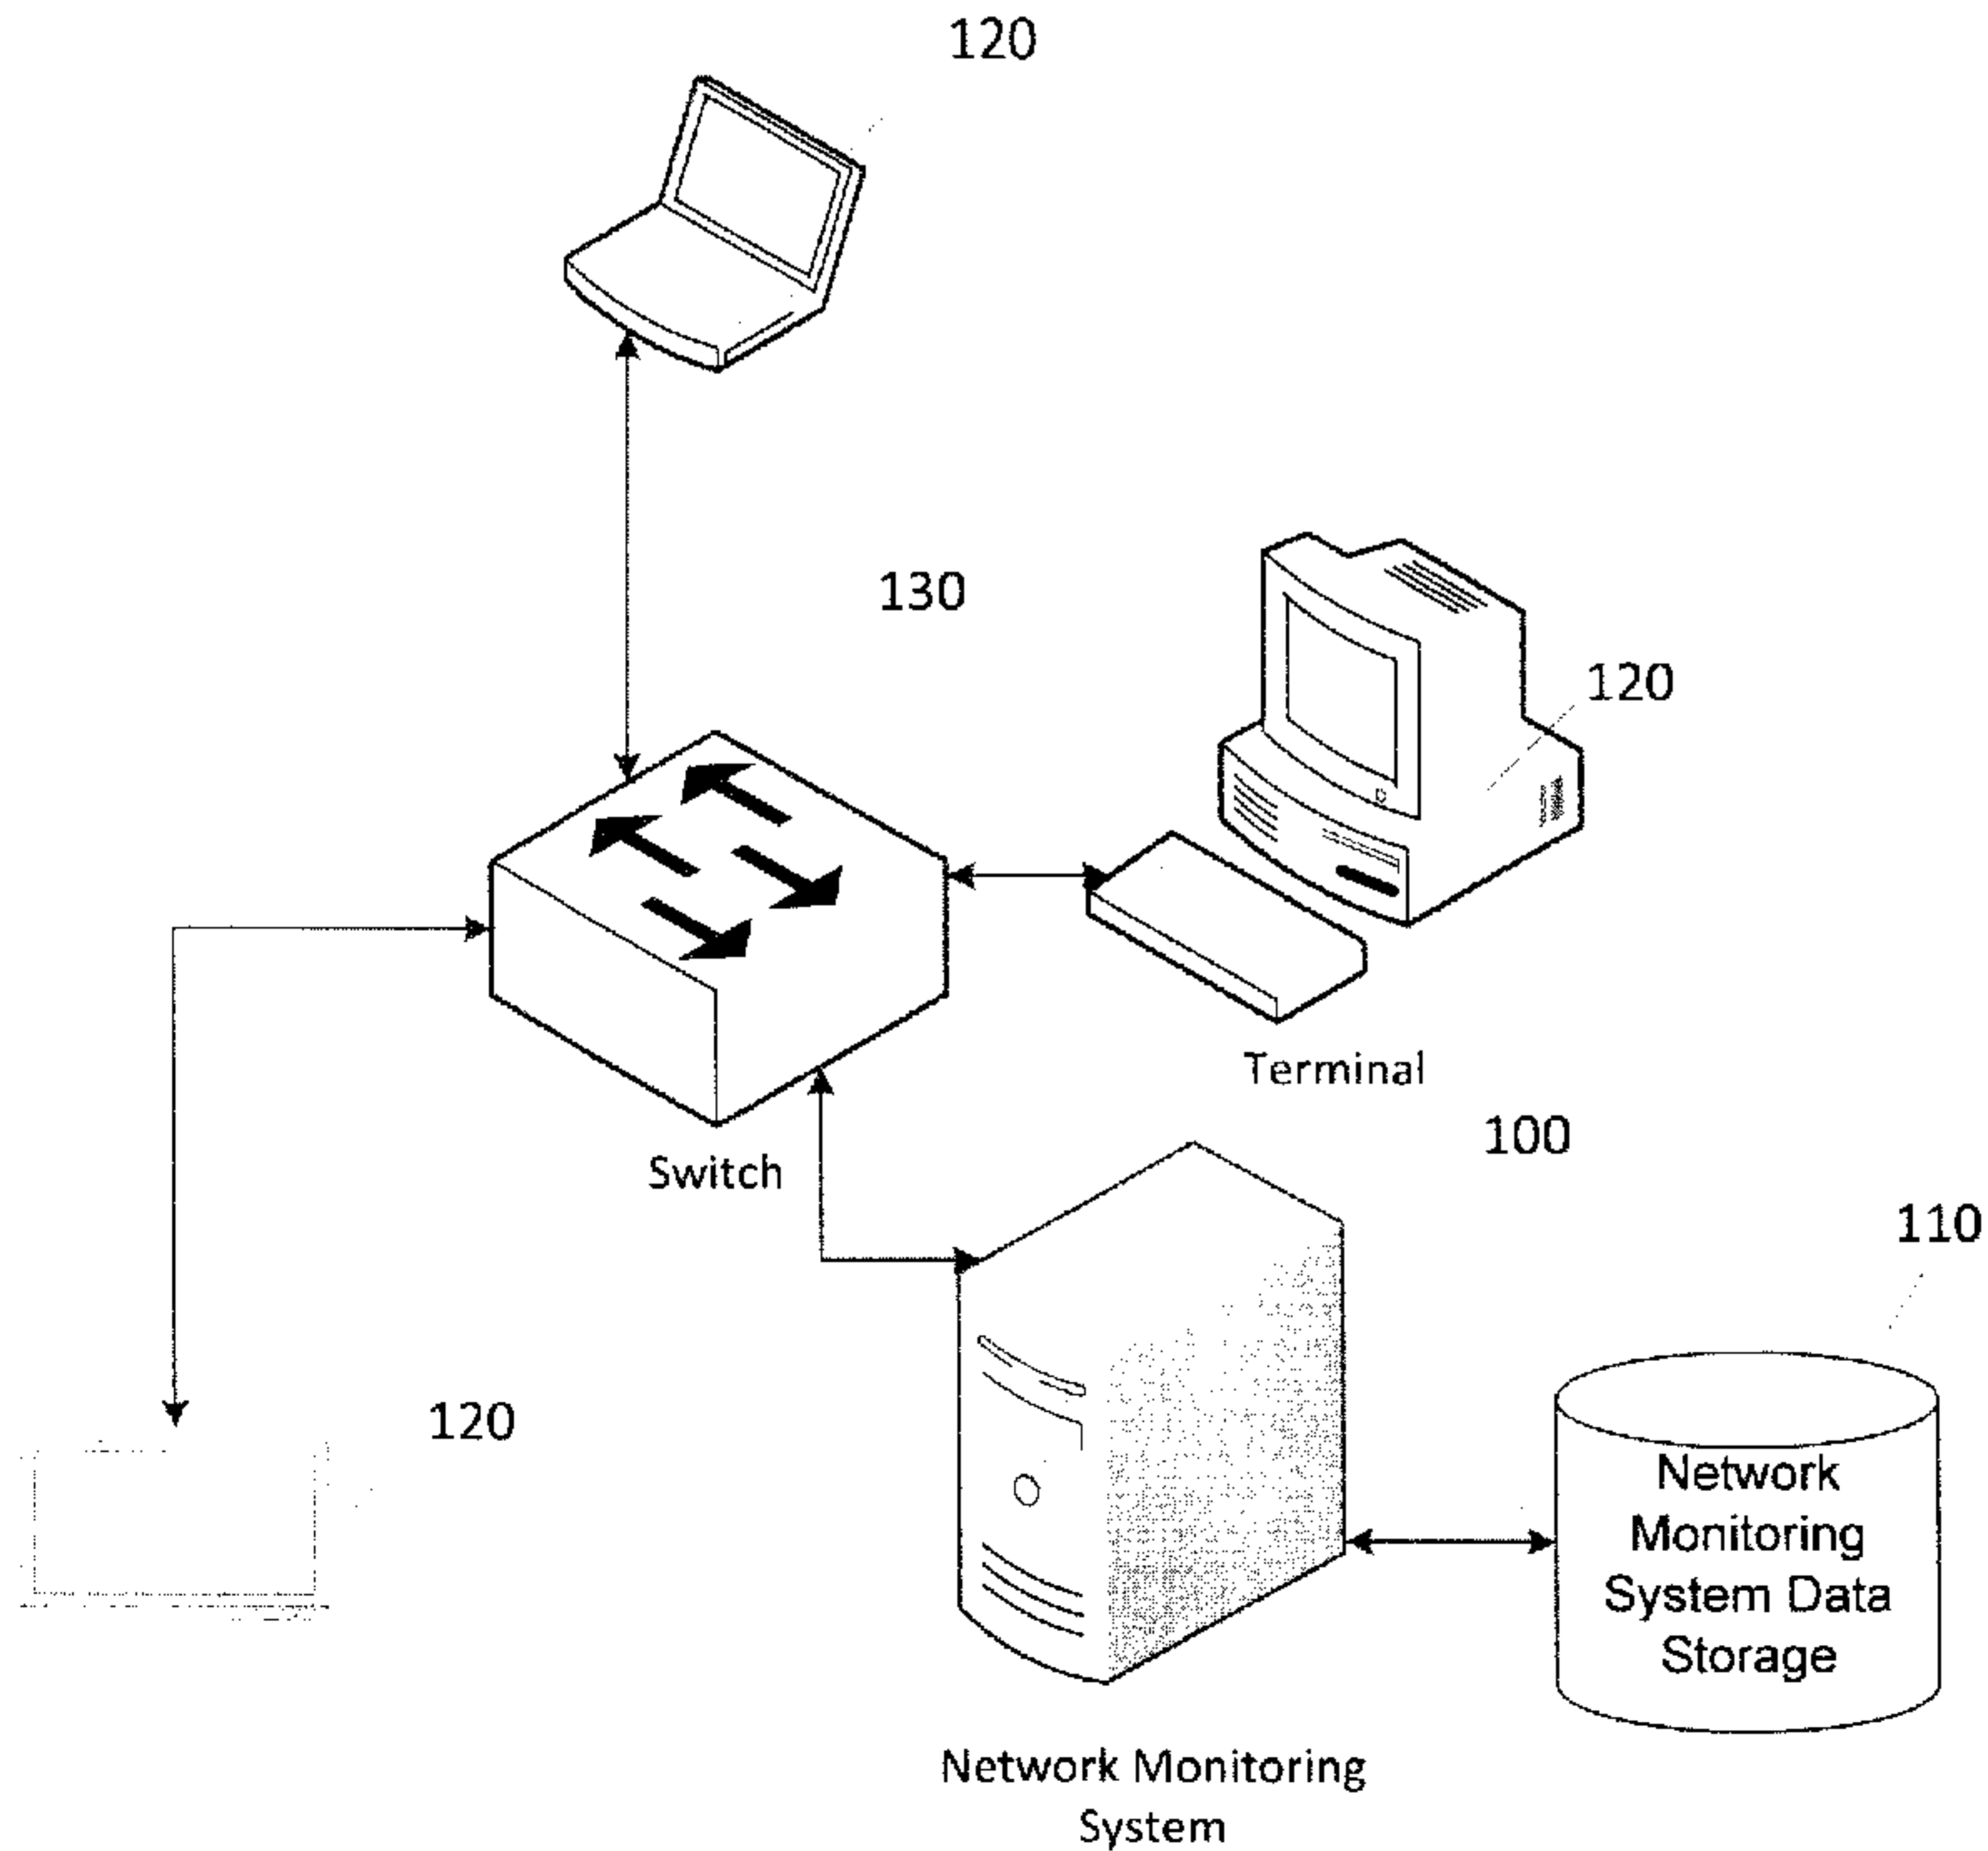 120
130
120
Terminal
100
Switch
110
120
Network
Monitoring
System Data
Storage
Network Monitoring
System